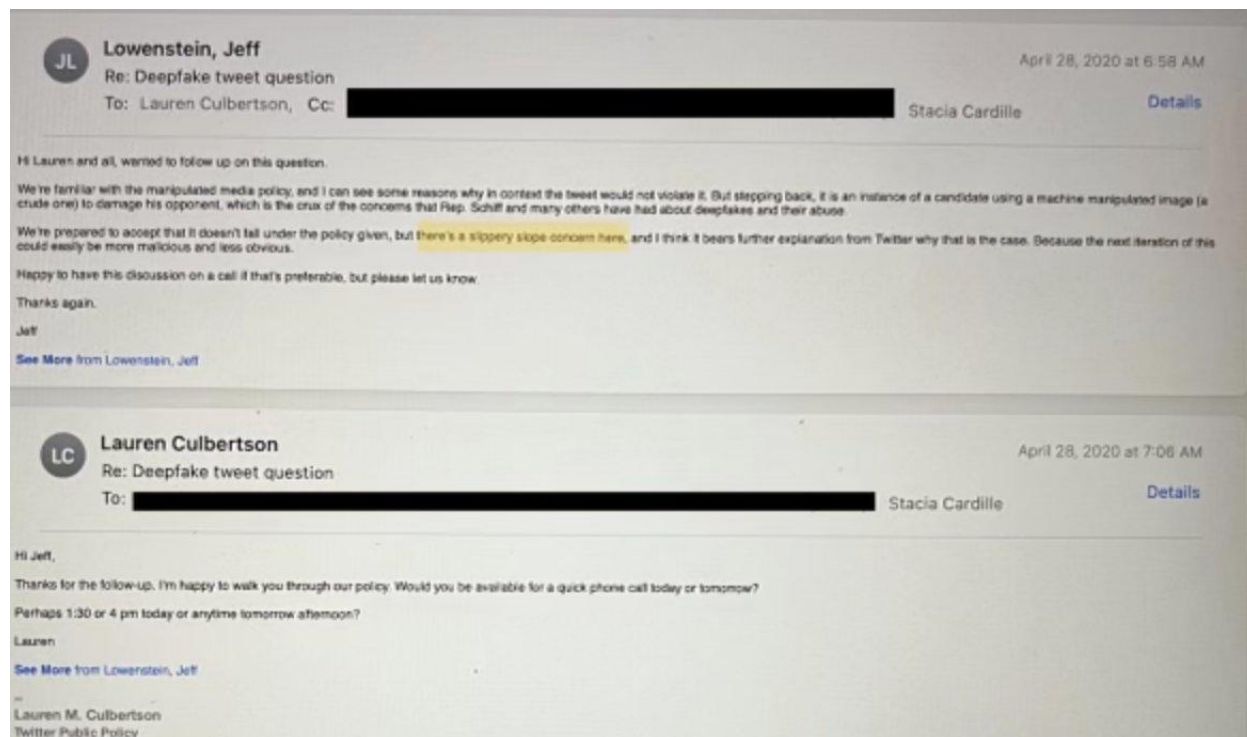 JL
Lowenstein, Jeff
April 28, 2020 at 6:58 AM
Re: Deepfake tweet question
To: Lauren Culbertson, Cc:
Stacia Cardille
Details
Hi Lauren and all, wanted to follow up on this question.
We're familiar with the manipulated media policy, and I can see some reasons why in context the tweet would not violate it. But stepping back, it is an instance of a candidate using a machine manipulated image (a
crude one) to damage his opponent, which is the crux of the concerns that Rep. Schiff and many others have had about deepfakes and their abuse.
We're prepared to accept that it doesn't fall under the policy given, but there's a slippery slope concern here, and I think it bears further explanation from Twitter why that is the case. Because the next iteration of this
could easily be more malicious and less obvious.
Happy to have this discussion on a call if that's preferable, but please let us know.
Thanks again.
Jeff
See More from Lowenstein, Jeff
LC
Lauren Culbertson
April 28, 2020 at 7:06 AM
Re: Deepfake tweet question
To:
Stacia Cardille
Details
Hi Jeff,
Thanks for the follow-up. I'm happy to walk you through our policy. Would you be available for a quick phone call today or tomorrow?
Perhaps 1:30 or 4 pm today or anytime tomorrow afternoon?
Lauren
See More from Lowenstein, Jeff
--
Lauren M. Culbertson
Twitter Public Policy